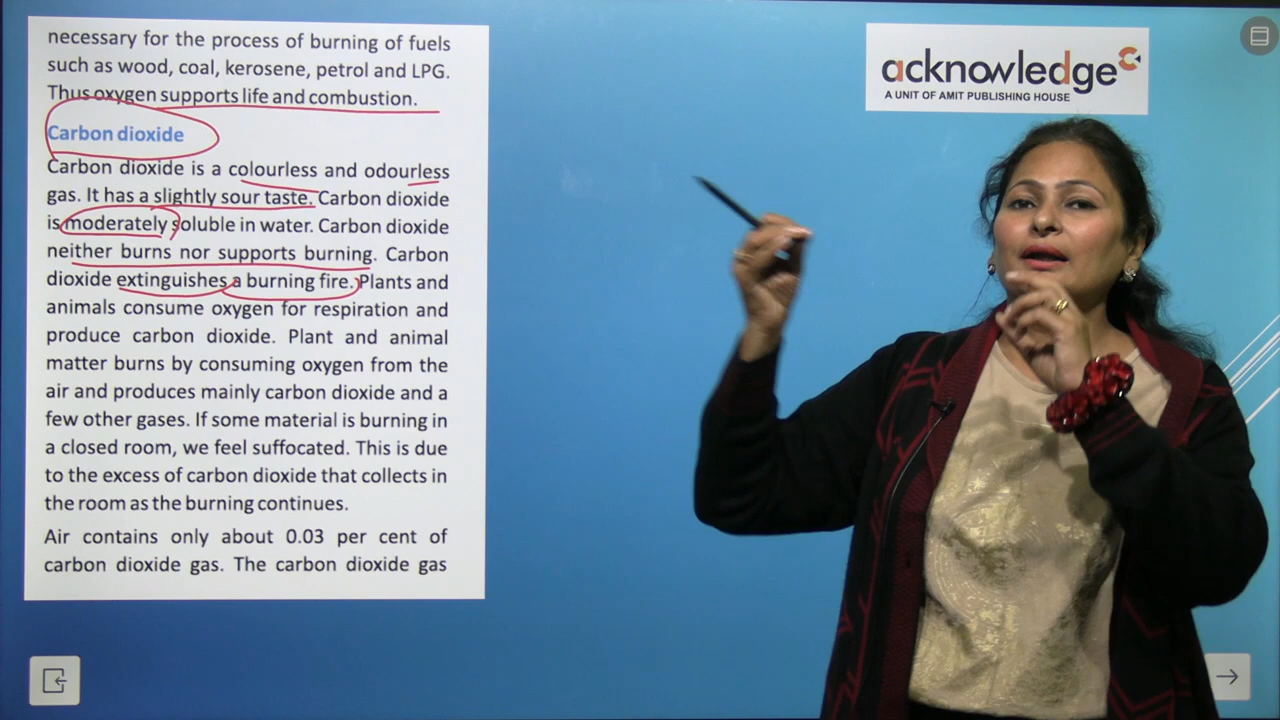 necessary for the process of burning of fuels
such as wood, coal, kerosene, petrol and LPG.
Thus oxygen supports life and combustion.
Carbon dioxide
Carbon dioxide is a colourless and odourless
gas. It has a slightly sour taste. Carbon dioxide
is moderately soluble in water. Carbon dioxide
neither burns nor supports burning. Carbon
dioxide extinguishes a burning fire. Plants and
animals consume oxygen for respiration and
produce carbon dioxide. Plant and animal
matter burns by consuming oxygen from the
air and produces mainly carbon dioxide and a
few other gases. If some material is burning in
a closed room, we feel suffocated. This is due
to the excess of carbon dioxide that collects in
the room as the burning continues.
Air contains only about 0.03 per cent of
carbon dioxide gas. The carbon dioxide gas
acknowledge
A UNIT OF AMIT PUBLISHING HOUSE